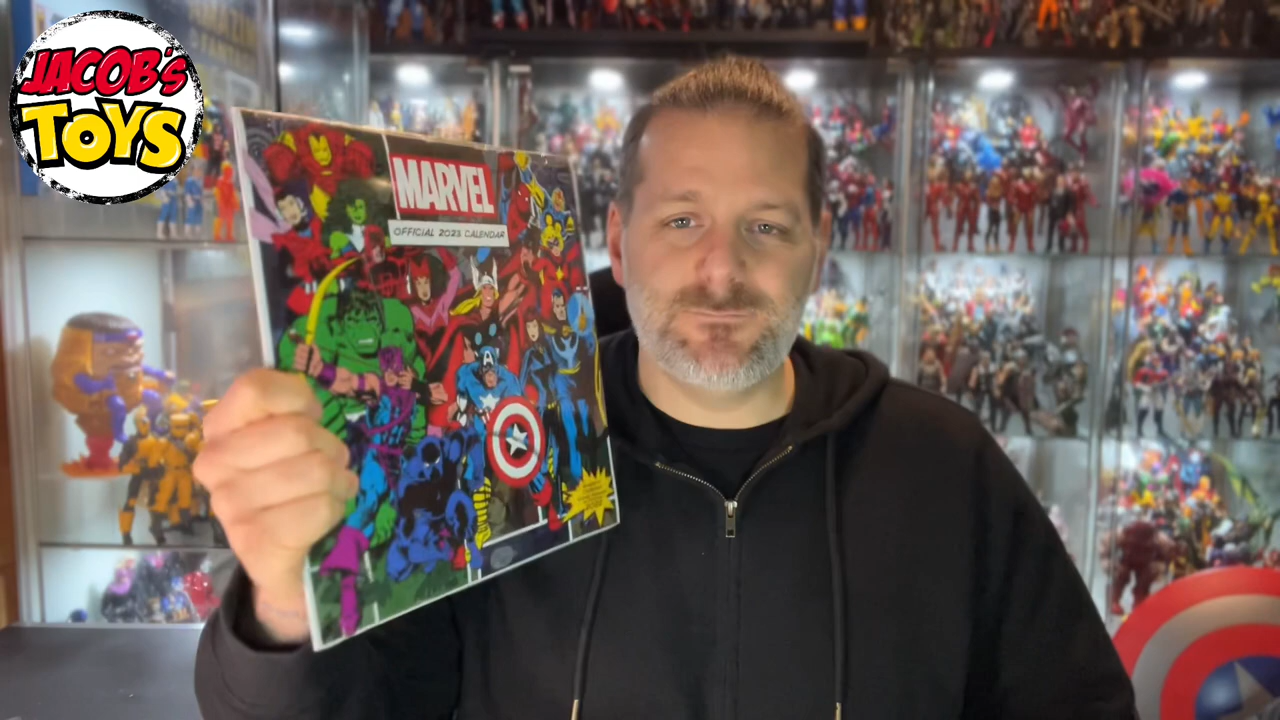 JACOB's
TOYS
MARVEL
OFFICIAL 2023 CALENDAR
A